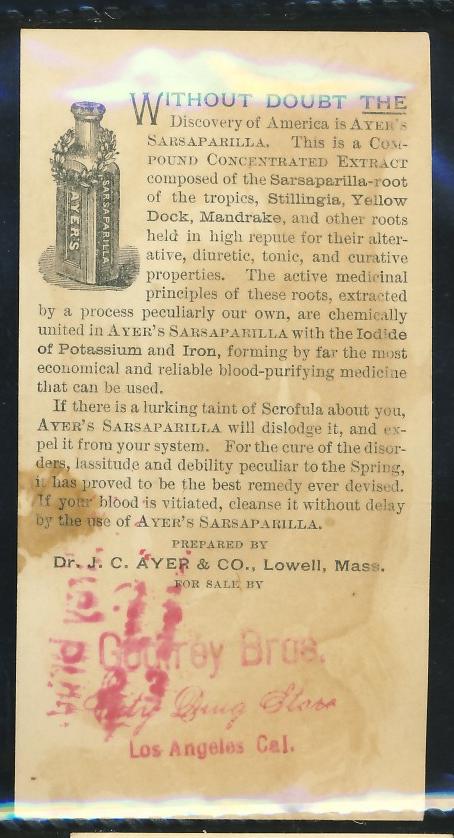 WITHOUT DOUBT THE
Discovery of America is AYER's
SARSAPARILLA. This is a COM-
POUND CONCENTRATED EXTRACT
composed of the Sarsaparilla-root
of the tropics, Stillingia, Yellow
Dock, Mandrake, and other roots
held in high repute for their alter-
ative, diuretic, tonic, and curative
properties. The active medicinal
principles of these roots, extracted
by a process peculiarly our own, are chemically
united in AYER'S SARSAPARILLA with the Iodide
of Potassium and Iron, forming by far the most
economical and reliable blood-purifying medicine
that can be used.
If there is a lurking taint of Scrofula about you,
AYER'S SARSAPARILLA will dislodge it, and ex-
pel it from your system. For the cure of the disor-
ders, lassitude and debility peculiar to the Spring,
it has proved to be the best remedy ever devised.
If your blood is vitiated, cleanse it without delay
by the use of AYER'S SARSAPARILLA.
PREPARED BY
Dr. J. C. AYER & CO., Lowell, Mass.
FOR SALE BY
Godfrey Bros.
City Drug Store
Los Angeles Cal.
AYER'S
SARSAPARILLA